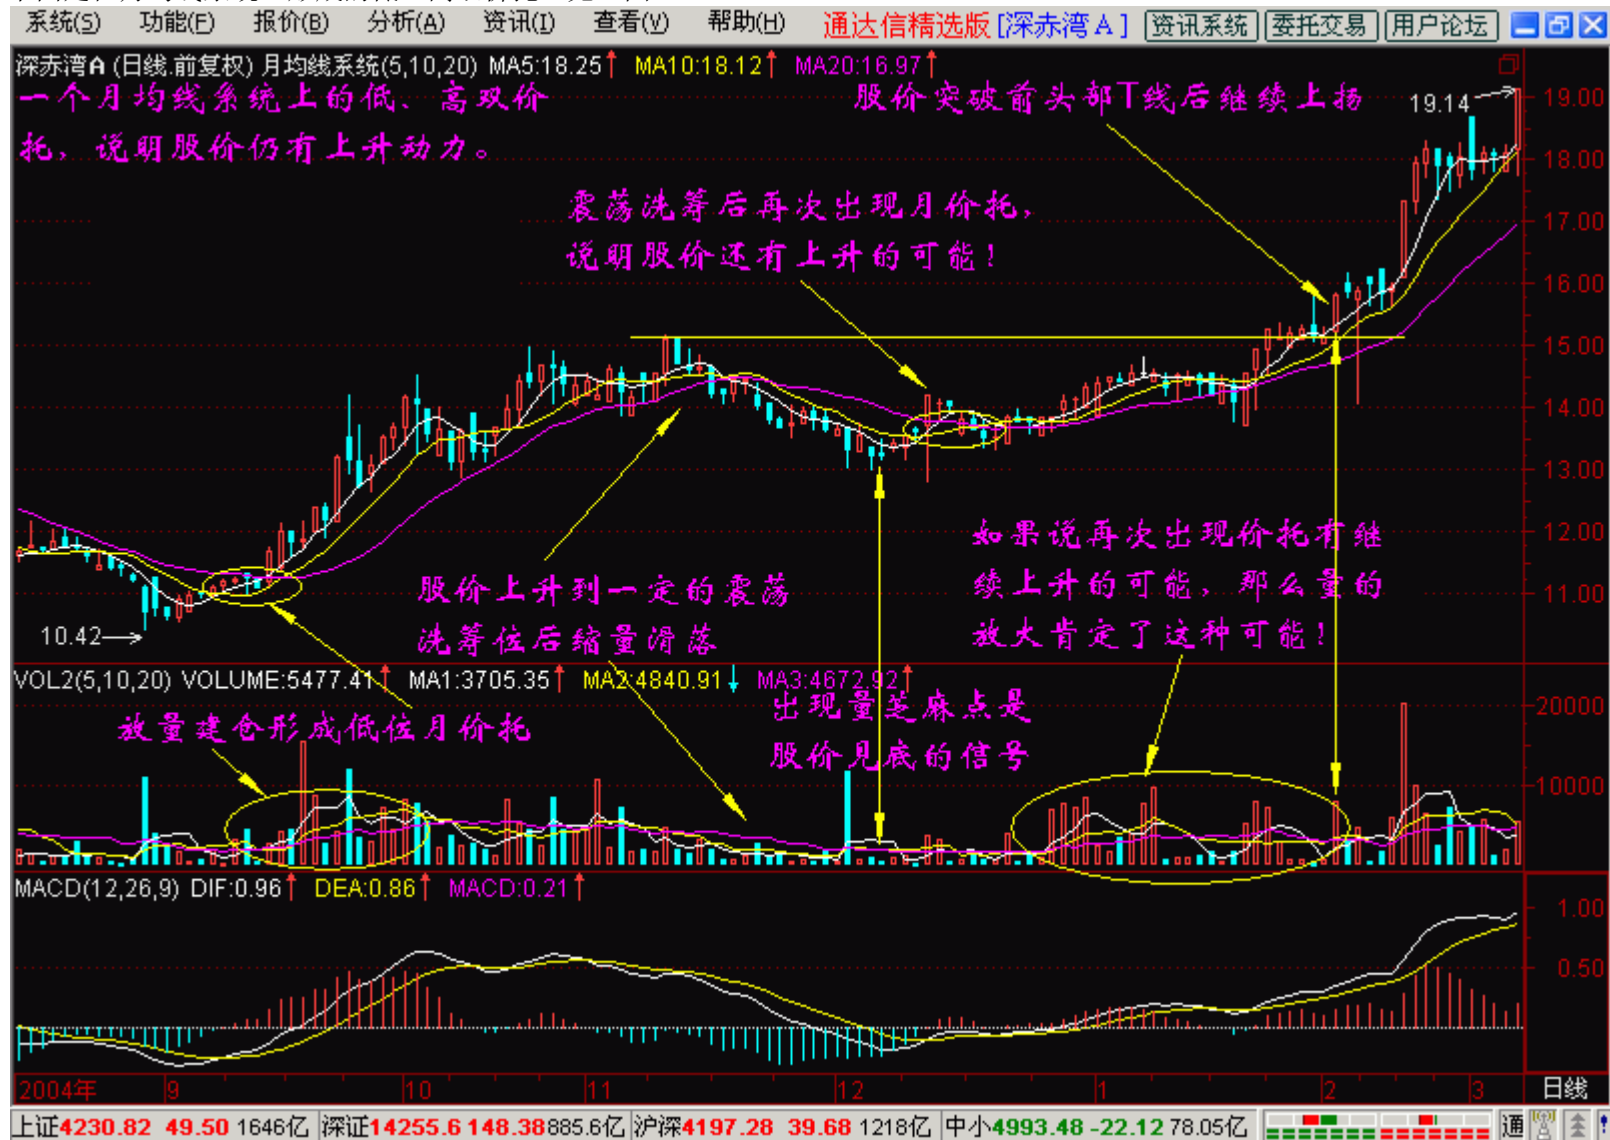 系统(S) 功能(F) 报价(B) 分析(A) 资讯(I) 查看(V) 帮助(H) 通达信精选版 [深赤湾A] 资讯系统 委托交易 用户论坛
深赤湾A (日线.前复权) 月均线系统(5,10,20) MA5:18.25↑ MA10:18.12↑ MA20:16.97↑
一个月均线系统上的低、高双价
托，说明股价仍有上升动力。
股价突破前头部T线后继续上扬
19.14
19.00
18.00
震荡洗筹后再次出现月价托，
说明股价还有上升的可能！
17.00
16.00
15.00
14.00
13.00
12.00
11.00
如果说再次出现价托有继
续上升的可能，那么量的
放大肯定了这种可能！
股价上升到一定的震荡
洗筹位后缩量滑落
10.42
VOL2(5,10,20) VOLUME:5477.41↑ MA1:3705.35↑ MA2:4840.91↓ MA3:4672.92↑
放量建仓形成低位月价托
出现量芝麻点是
股价见底的信号
20000
10000
MACD(12,26,9) DIF:0.96↑ DEA:0.86↑ MACD:0.21↑
1.00
0.50
2004年 9 10 11 12 1 2 3 日线
上证4230.82 49.50 1646亿 深证14255.6 148.38 885.6亿 沪深4197.28 39.68 1218亿 中小4993.48 -22.12 78.05亿 通